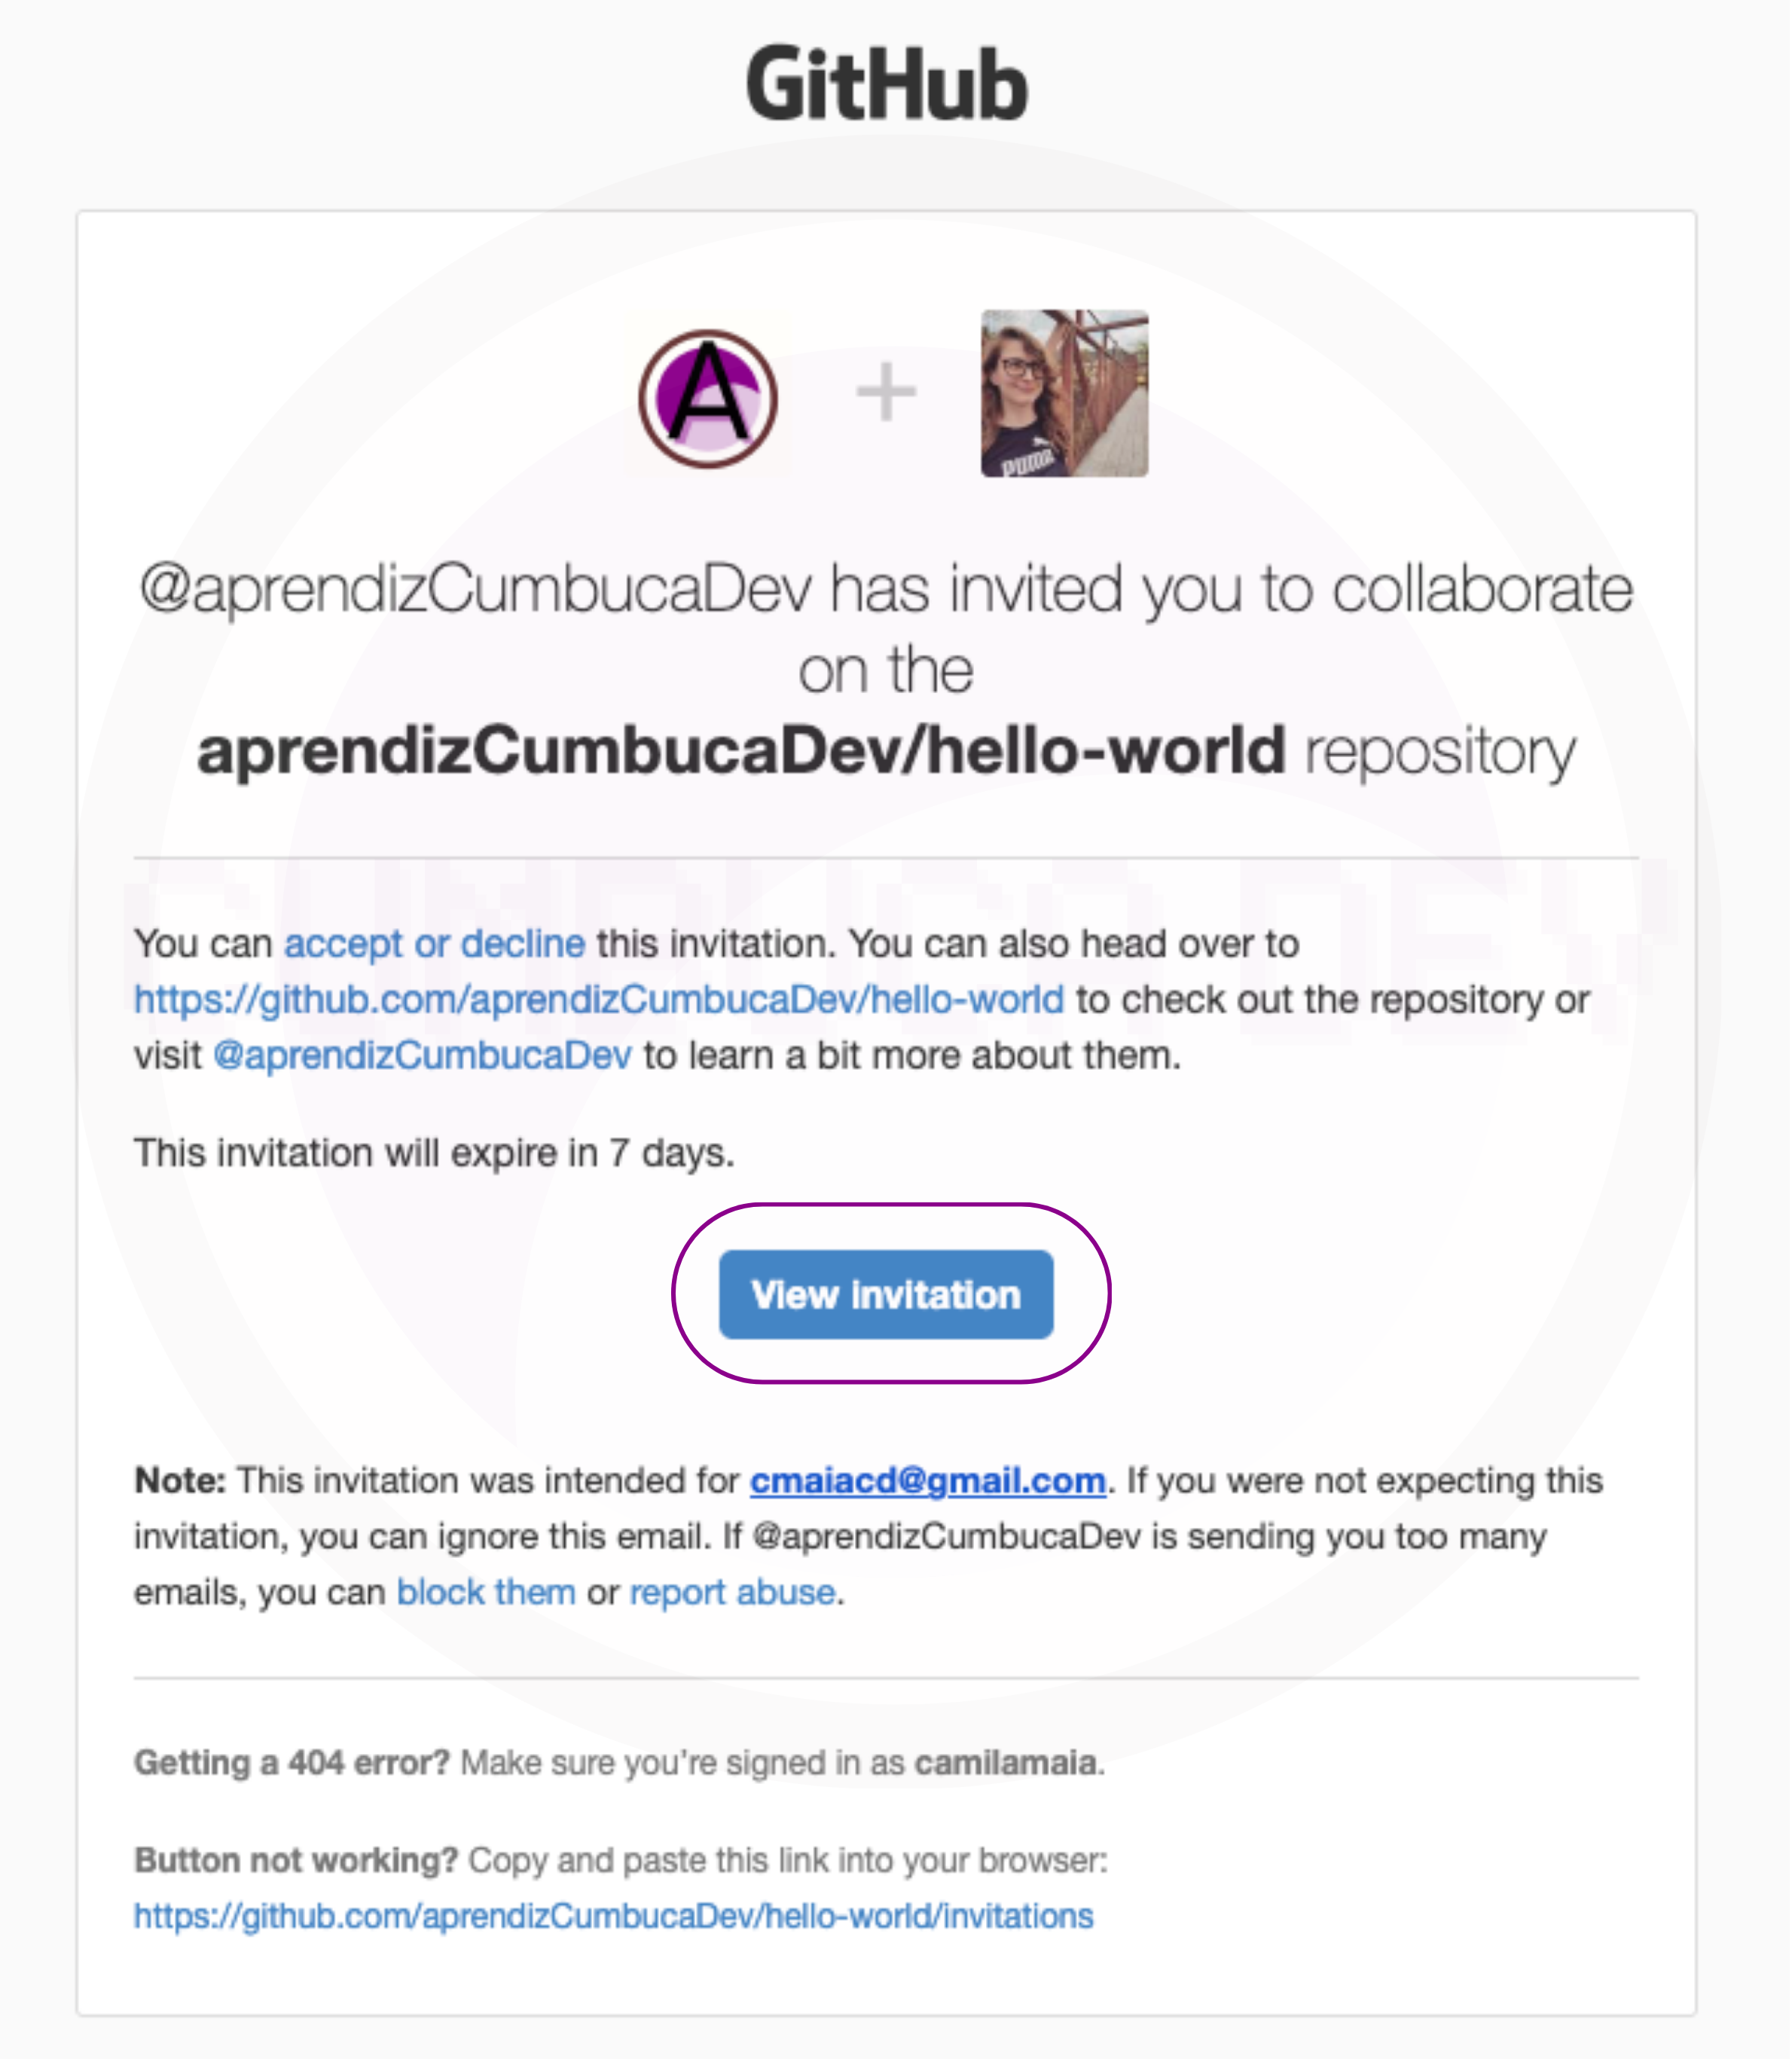 GitHub
A
PUMA
@aprendizCumbucaDev has invited you to collaborate
on the
aprendizCumbucaDev/hello-world repository
CUMBUCA DEV
You can accept or decline this invitation. You can also head over to
https://github.com/aprendizCumbucaDev/hello-world to check out the repository or
visit @aprendizCumbucaDev to learn a bit more about them.
This invitation will expire in 7 days.
View invitation
Note: This invitation was intended for cmaiacd@gmail.com. If you were not expecting this
invitation, you can ignore this email. If @aprendizCumbucaDev is sending you too many
emails, you can block them or report abuse.
Getting a 404 error? Make sure you're signed in as camilamaia.
Button not working? Copy and paste this link into your browser:
https://github.com/aprendizCumbucaDev/hello-world/invitations